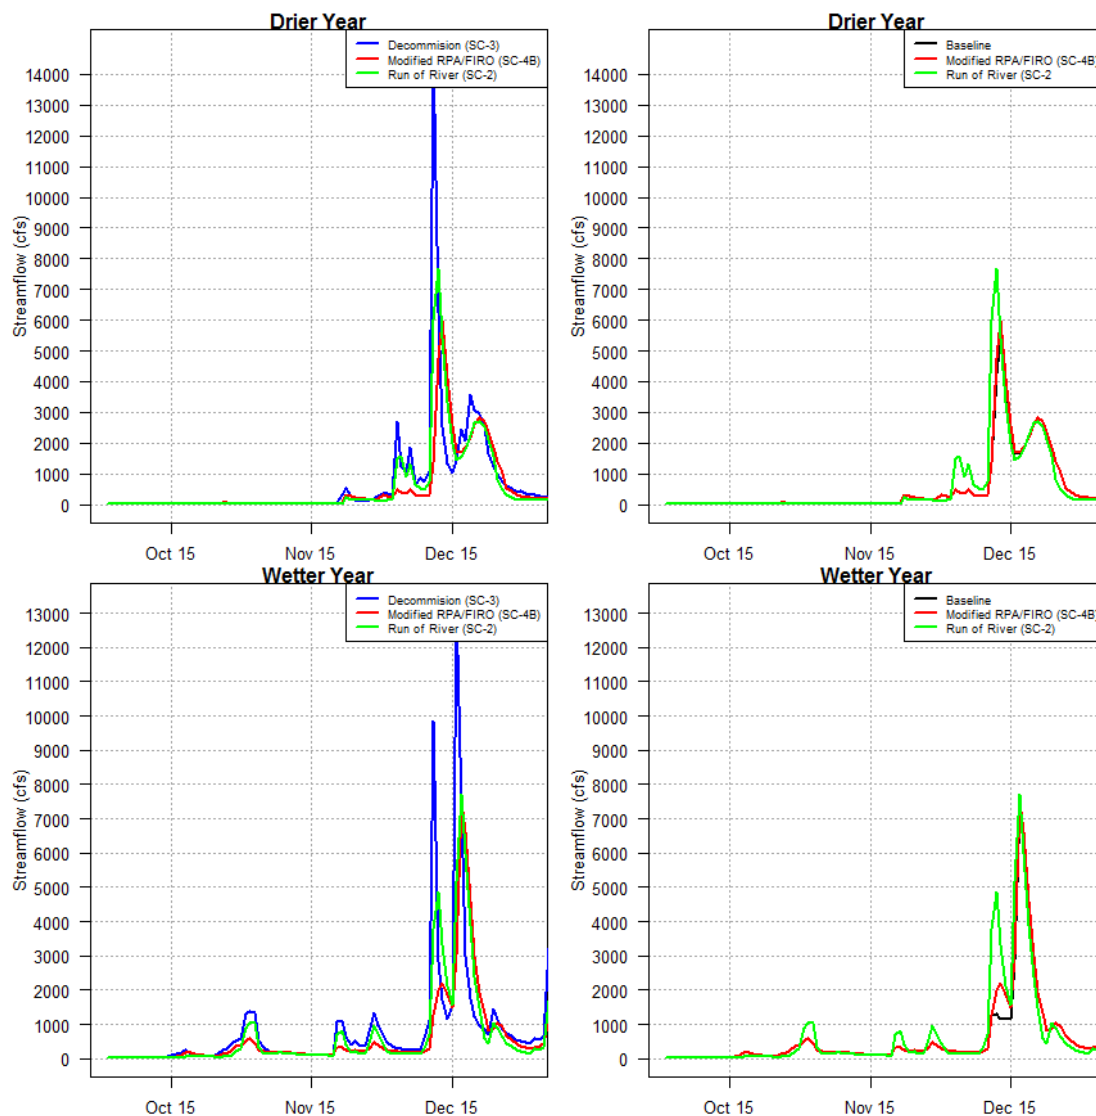 Drier Year
Decommision (SC-3)
Modified RPA/FIRO (SC-4B)
Run of River (SC-2)
14000
13000
12000
11000
10000
9000
8000
7000
6000
5000
4000
3000
2000
1000
0
Streamflow (cfs)
Oct 15
Nov 15
Dec 15
Drier Year
Baseline
Modified RPA/FIRO (SC-4B)
Run of River (SC-2
14000
13000
12000
11000
10000
9000
8000
7000
6000
5000
4000
3000
2000
1000
0
Streamflow (cfs)
Oct 15
Nov 15
Dec 15
Wetter Year
Decommision (SC-3)
Modified RPA/FIRO (SC-4B)
Run of River (SC-2)
13000
12000
11000
10000
9000
8000
7000
6000
5000
4000
3000
2000
1000
0
Streamflow (cfs)
Oct 15
Nov 15
Dec 15
Wetter Year
Baseline
Modified RPA/FIRO (SC-4B)
Run of River (SC-2)
13000
12000
11000
10000
9000
8000
7000
6000
5000
4000
3000
2000
1000
0
Streamflow (cfs)
Oct 15
Nov 15
Dec 15